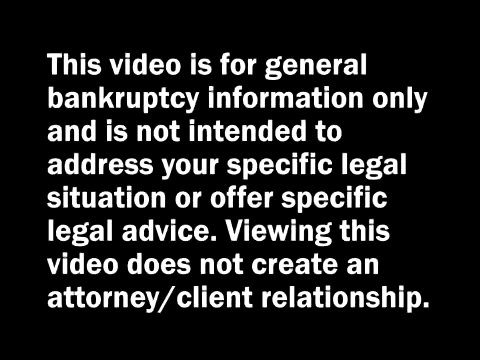 This video is for general
bankruptcy information only
and is not intended to
address your specific legal
situation or offer specific
legal advice. Viewing this
video does not create an
attorney/client relationship.